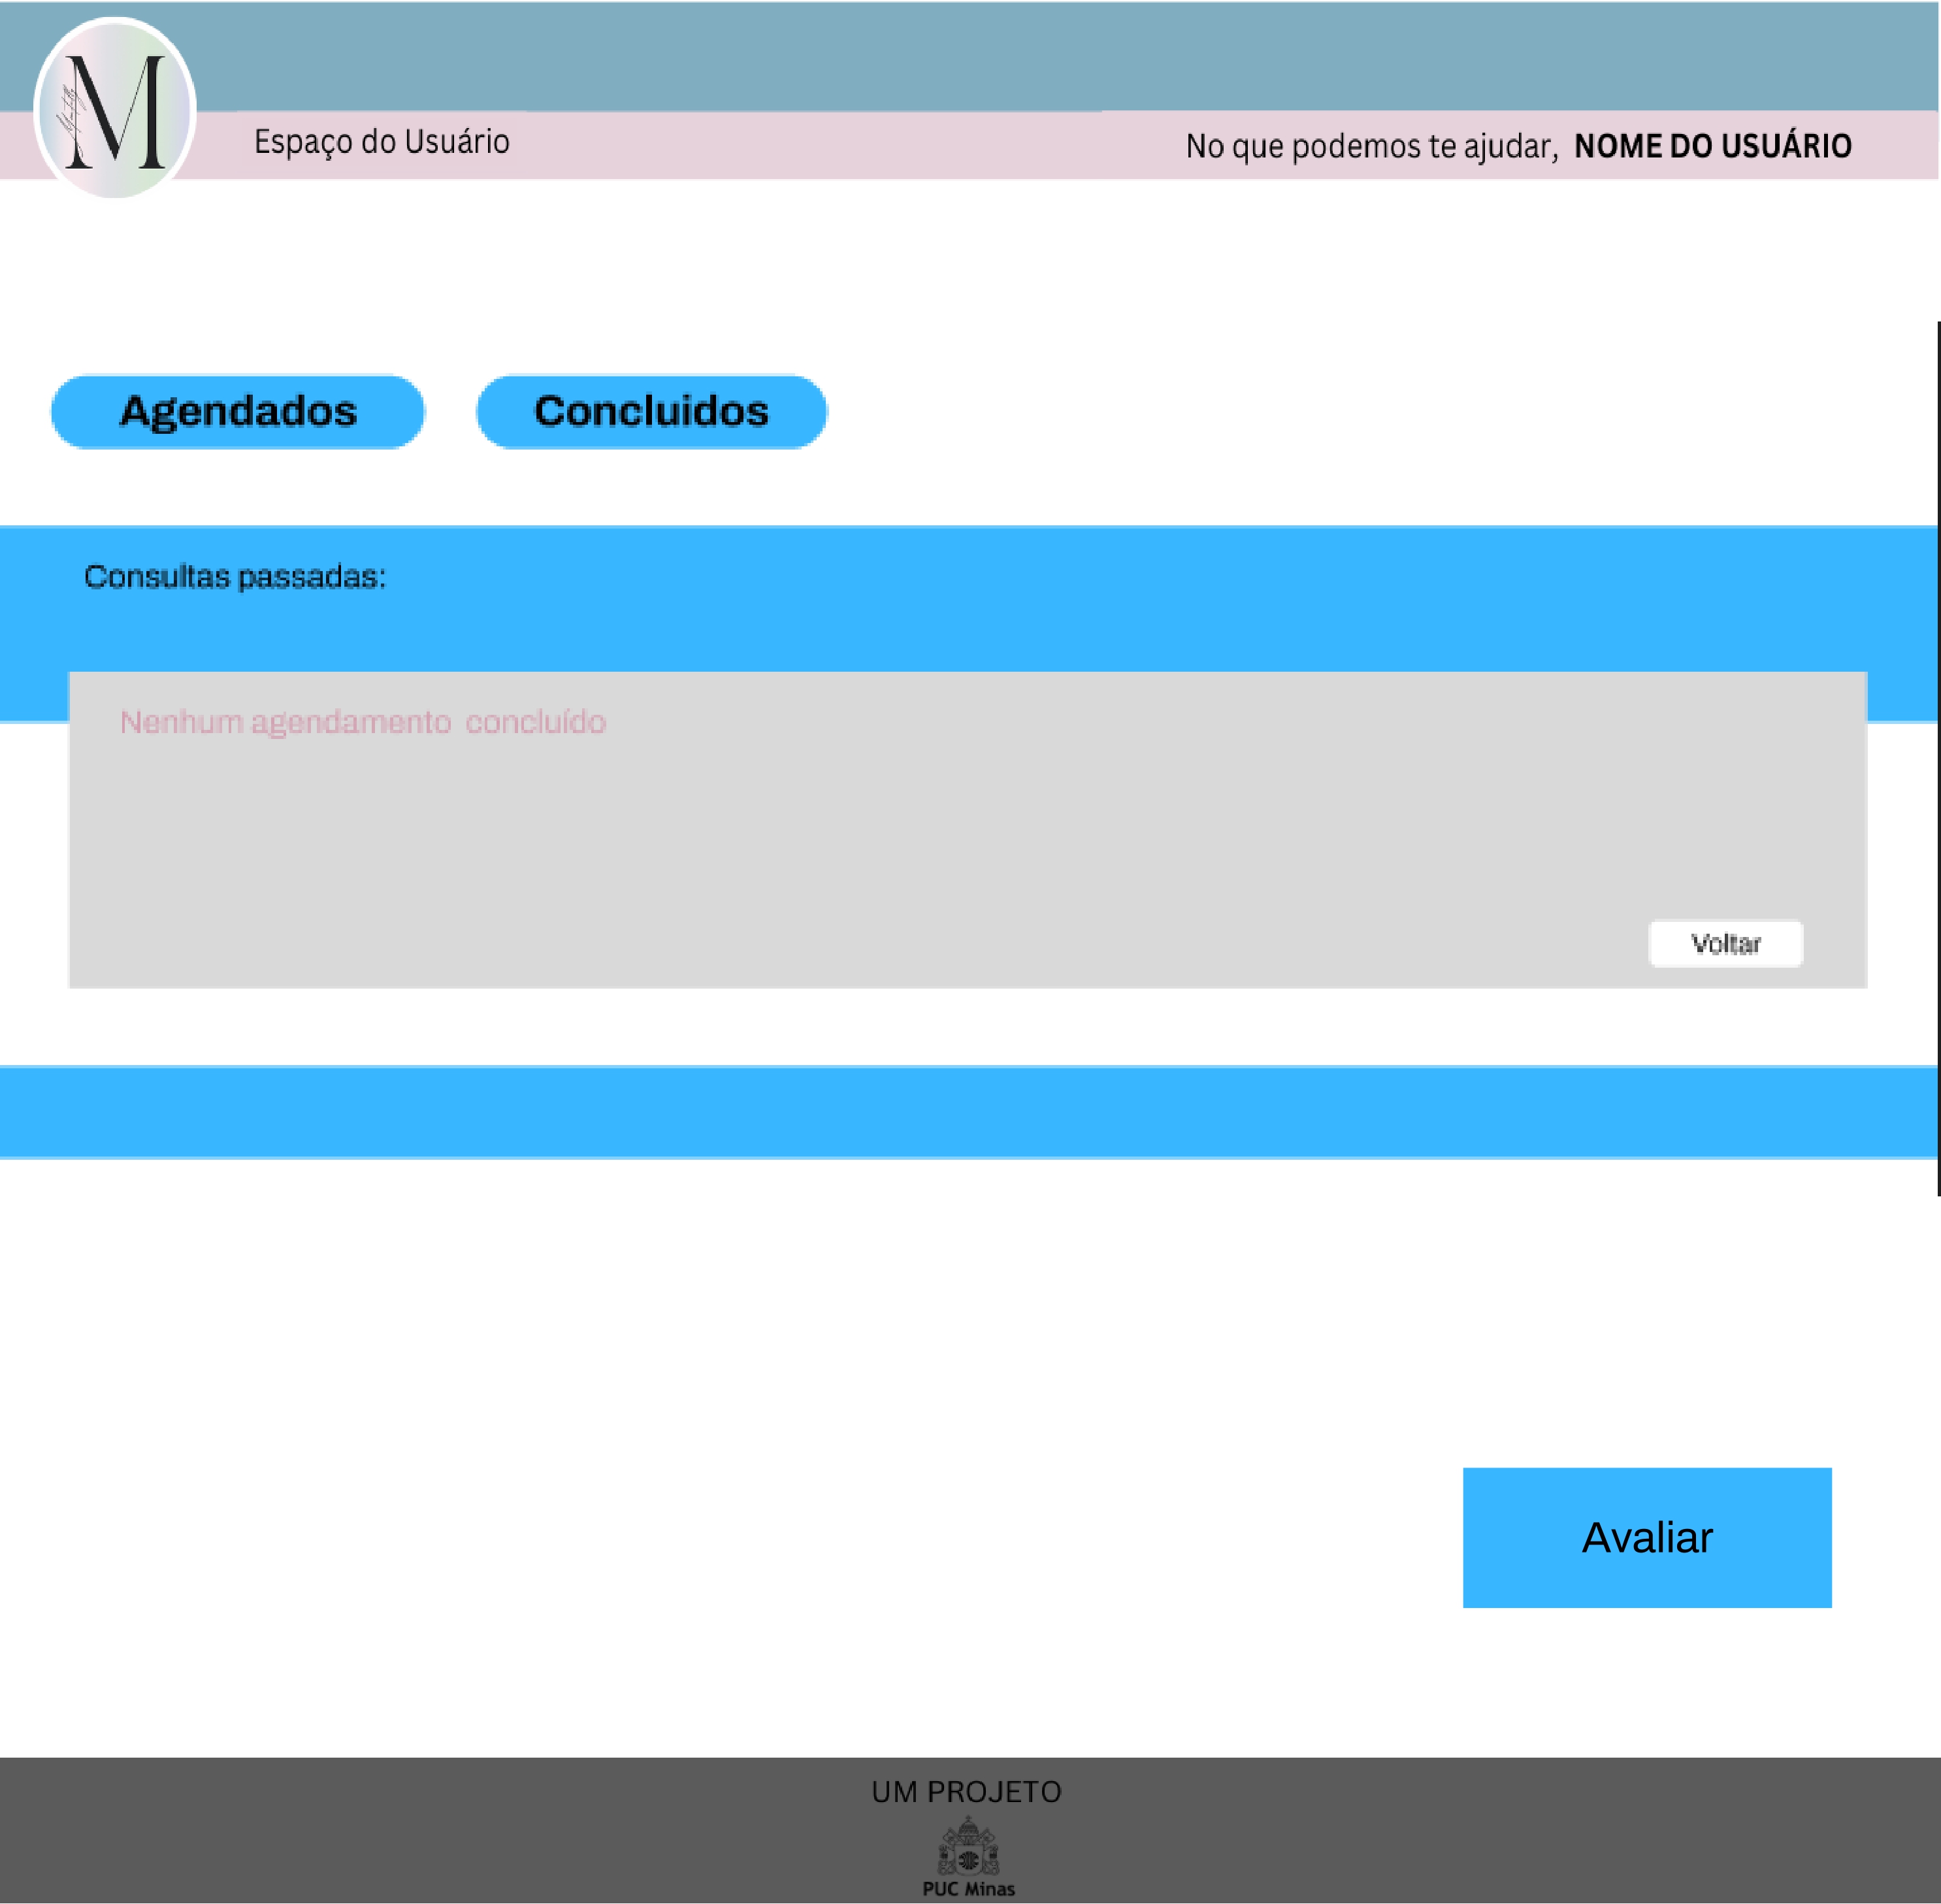 M
Espaço do Usuário
No que podemos te ajudar, NOME DO USUÁRIO
Agendados
Concluidos
Consultas passadas:
Nenhum agendamento concluído
Voltar
Avaliar
UM PROJETO
PUC Minas